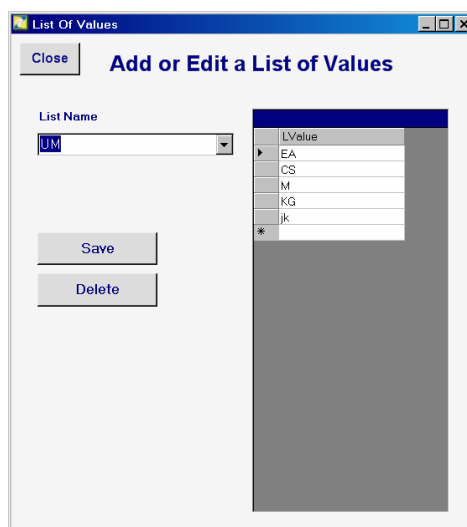 List Of Values
Close
Add or Edit a List of Values
List Name
UM
Save
Delete
LValue
EA
CS
M
KG
jk